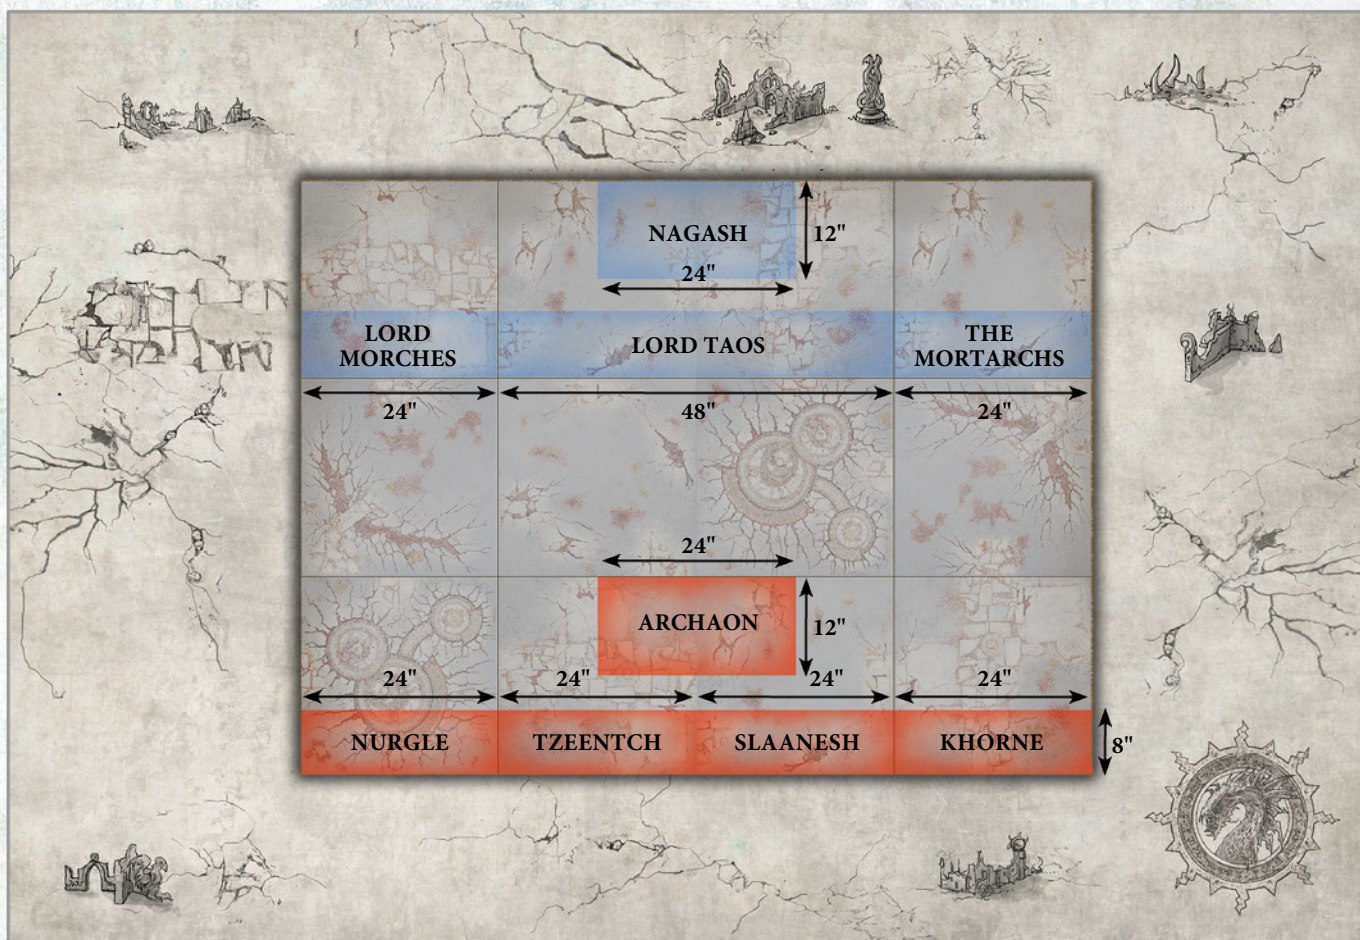 NAGASH
12"
24"
LORD
MORCHES
LORD TAOS
THE
MORTARCHS
24"
48"
24"
24"
ARCHAON
12"
24"
24"
24"
24"
NURGLE
TZEENTCH
SLAANESH
KHORNE
8"